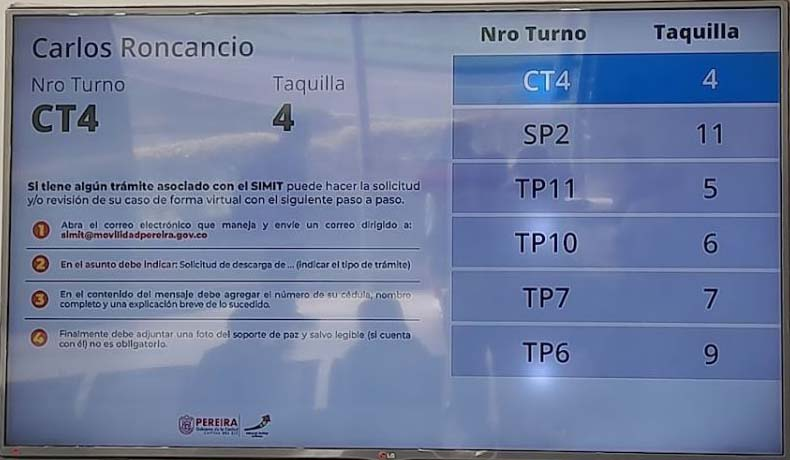 Carlos Roncancio
Nro Turno
Taquilla
CT4
4
Si tiene algún trámite asociado con el SIMIT puede hacer la solicitud
y/o revisión de su caso de forma virtual con el siguiente paso a paso.
1 Abra el correo electrónico que maneja y envíe un correo dirigido a:
simit@movilidadpereira.gov.co
2 En el asunto debe indicar: Solicitud de descarga de ... (indicar el tipo de trámite)
3 En el contenido del mensaje debe agregar el número de su cédula, nombre
completo y una explicación breve de lo sucedido.
4 Finalmente debe adjuntar una foto del soporte de paz y salvo legible (si cuenta
con él) no es obligatorio.
PEREIRA
Nro Turno Taquilla
CT4 4
SP2 11
TP11 5
TP10 6
TP7 7
TP6 9
LG